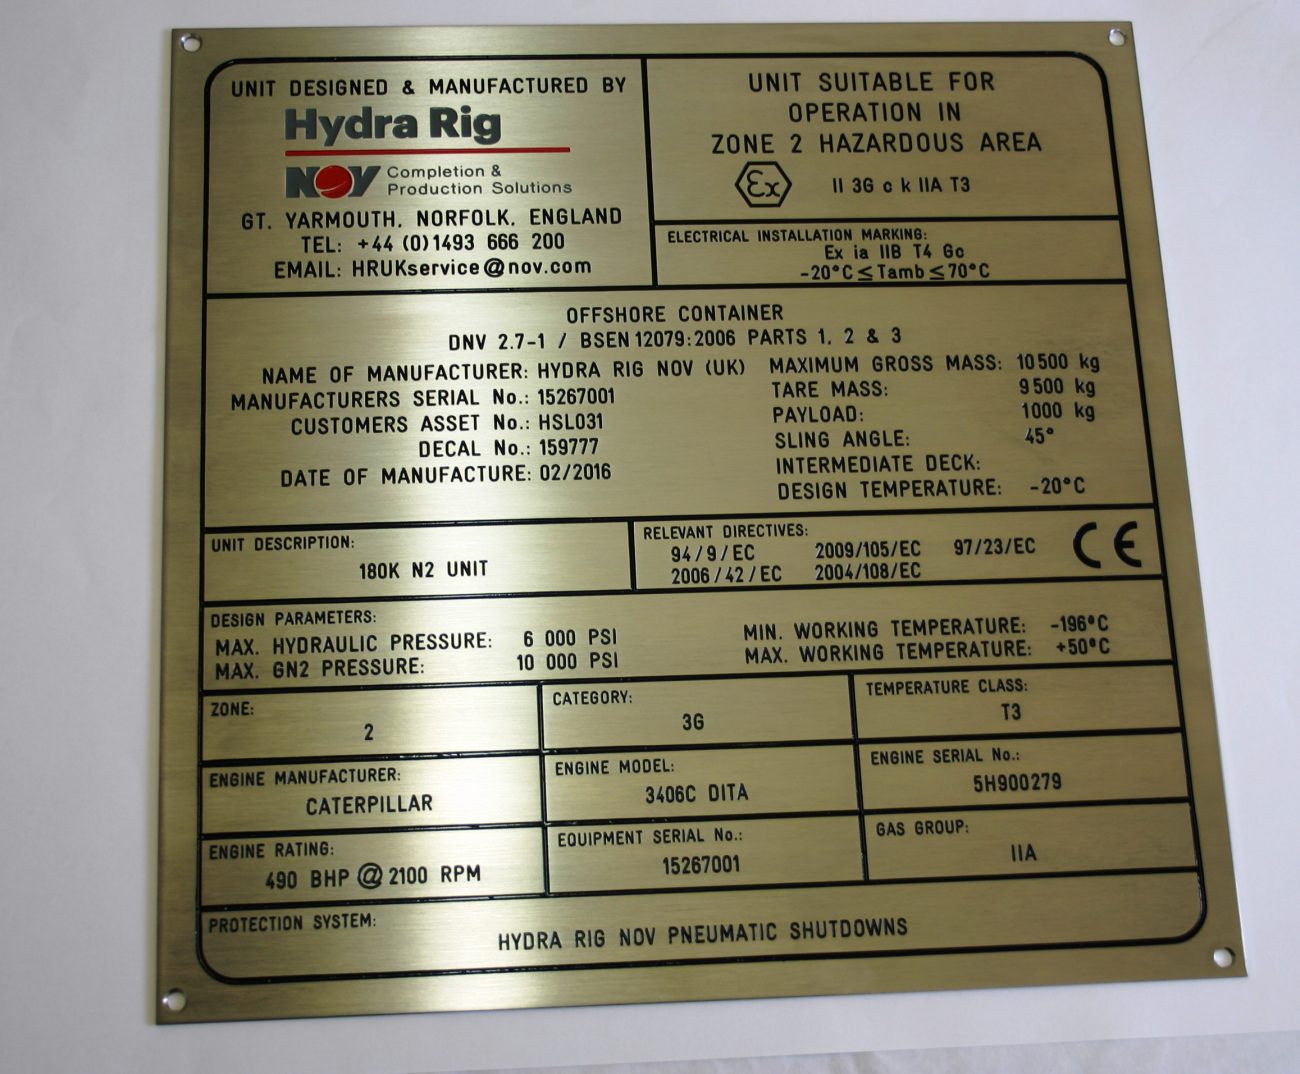 UNIT DESIGNED & MANUFACTURED BY
Hydra Rig
NOV Completion &
Production Solutions
GT. YARMOUTH, NORFOLK, ENGLAND
TEL: +44 (0)1493 666 200
EMAIL: HRUKservice@nov.com
UNIT SUITABLE FOR
OPERATION IN
ZONE 2 HAZARDOUS AREA
Ex II 3G c k IIA T3
ELECTRICAL INSTALLATION MARKING:
Ex ia IIB T4 Gc
-20°C≤Tamb≤70°C
OFFSHORE CONTAINER
DNV 2.7-1 / BSEN 12079:2006 PARTS 1, 2 & 3
NAME OF MANUFACTURER: HYDRA RIG NOV (UK)
MANUFACTURERS SERIAL No.: 15267001
CUSTOMERS ASSET No.: HSL031
DECAL No.: 159777
DATE OF MANUFACTURE: 02/2016
MAXIMUM GROSS MASS: 10500 kg
TARE MASS: 9500 kg
PAYLOAD: 1000 kg
SLING ANGLE: 45°
INTERMEDIATE DECK:
DESIGN TEMPERATURE: -20°C
UNIT DESCRIPTION:
180K N2 UNIT
RELEVANT DIRECTIVES:
94/9/EC 2009/105/EC 97/23/EC CE
2006/42/EC 2004/108/EC
DESIGN PARAMETERS:
MAX. HYDRAULIC PRESSURE: 6 000 PSI
MAX. GN2 PRESSURE: 10 000 PSI
MIN. WORKING TEMPERATURE: -196°C
MAX. WORKING TEMPERATURE: +50°C
ZONE:
2
CATEGORY:
3G
TEMPERATURE CLASS:
T3
ENGINE MANUFACTURER:
CATERPILLAR
ENGINE MODEL:
3406C DITA
ENGINE SERIAL No.:
5H900279
ENGINE RATING:
490 BHP @ 2100 RPM
EQUIPMENT SERIAL No.:
15267001
GAS GROUP:
IIA
PROTECTION SYSTEM:
HYDRA RIG NOV PNEUMATIC SHUTDOWNS